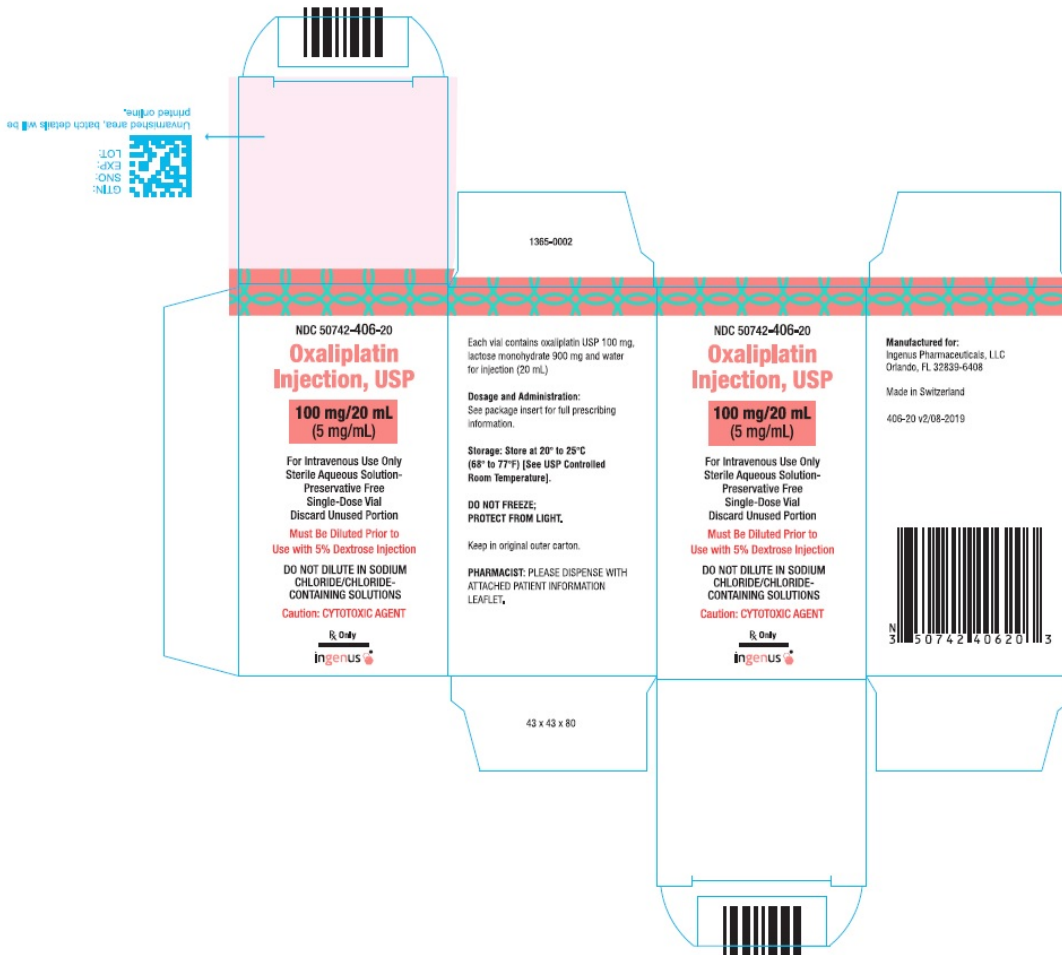 Unvarnished area, batch details will be
printed online.
GTIN:
SNO:
EXP:
LOT:
1365-0002
NDC 50742-406-20
Oxaliplatin
Injection, USP
100 mg/20 mL
(5 mg/mL)
For Intravenous Use Only
Sterile Aqueous Solution-
Preservative Free
Single-Dose Vial
Discard Unused Portion
Must Be Diluted Prior to
Use with 5% Dextrose Injection
DO NOT DILUTE IN SODIUM
CHLORIDE/CHLORIDE-
CONTAINING SOLUTIONS
Caution: CYTOTOXIC AGENT
℞ Only
ingenus
Each vial contains oxaliplatin USP 100 mg,
lactose monohydrate 900 mg and water
for injection (20 mL)
Dosage and Administration:
See package insert for full prescribing
information.
Storage: Store at 20° to 25°C
(68° to 77°F) [See USP Controlled
Room Temperature].
DO NOT FREEZE;
PROTECT FROM LIGHT.
Keep in original outer carton.
PHARMACIST: PLEASE DISPENSE WITH
ATTACHED PATIENT INFORMATION
LEAFLET.
43 x 43 x 80
NDC 50742-406-20
Oxaliplatin
Injection, USP
100 mg/20 mL
(5 mg/mL)
For Intravenous Use Only
Sterile Aqueous Solution-
Preservative Free
Single-Dose Vial
Discard Unused Portion
Must Be Diluted Prior to
Use with 5% Dextrose Injection
DO NOT DILUTE IN SODIUM
CHLORIDE/CHLORIDE-
CONTAINING SOLUTIONS
Caution: CYTOTOXIC AGENT
℞ Only
ingenus
Manufactured for:
Ingenus Pharmaceuticals, LLC
Orlando, FL 32839-6408
Made in Switzerland
406-20 v2/08-2019
N
3 50742 40620 3